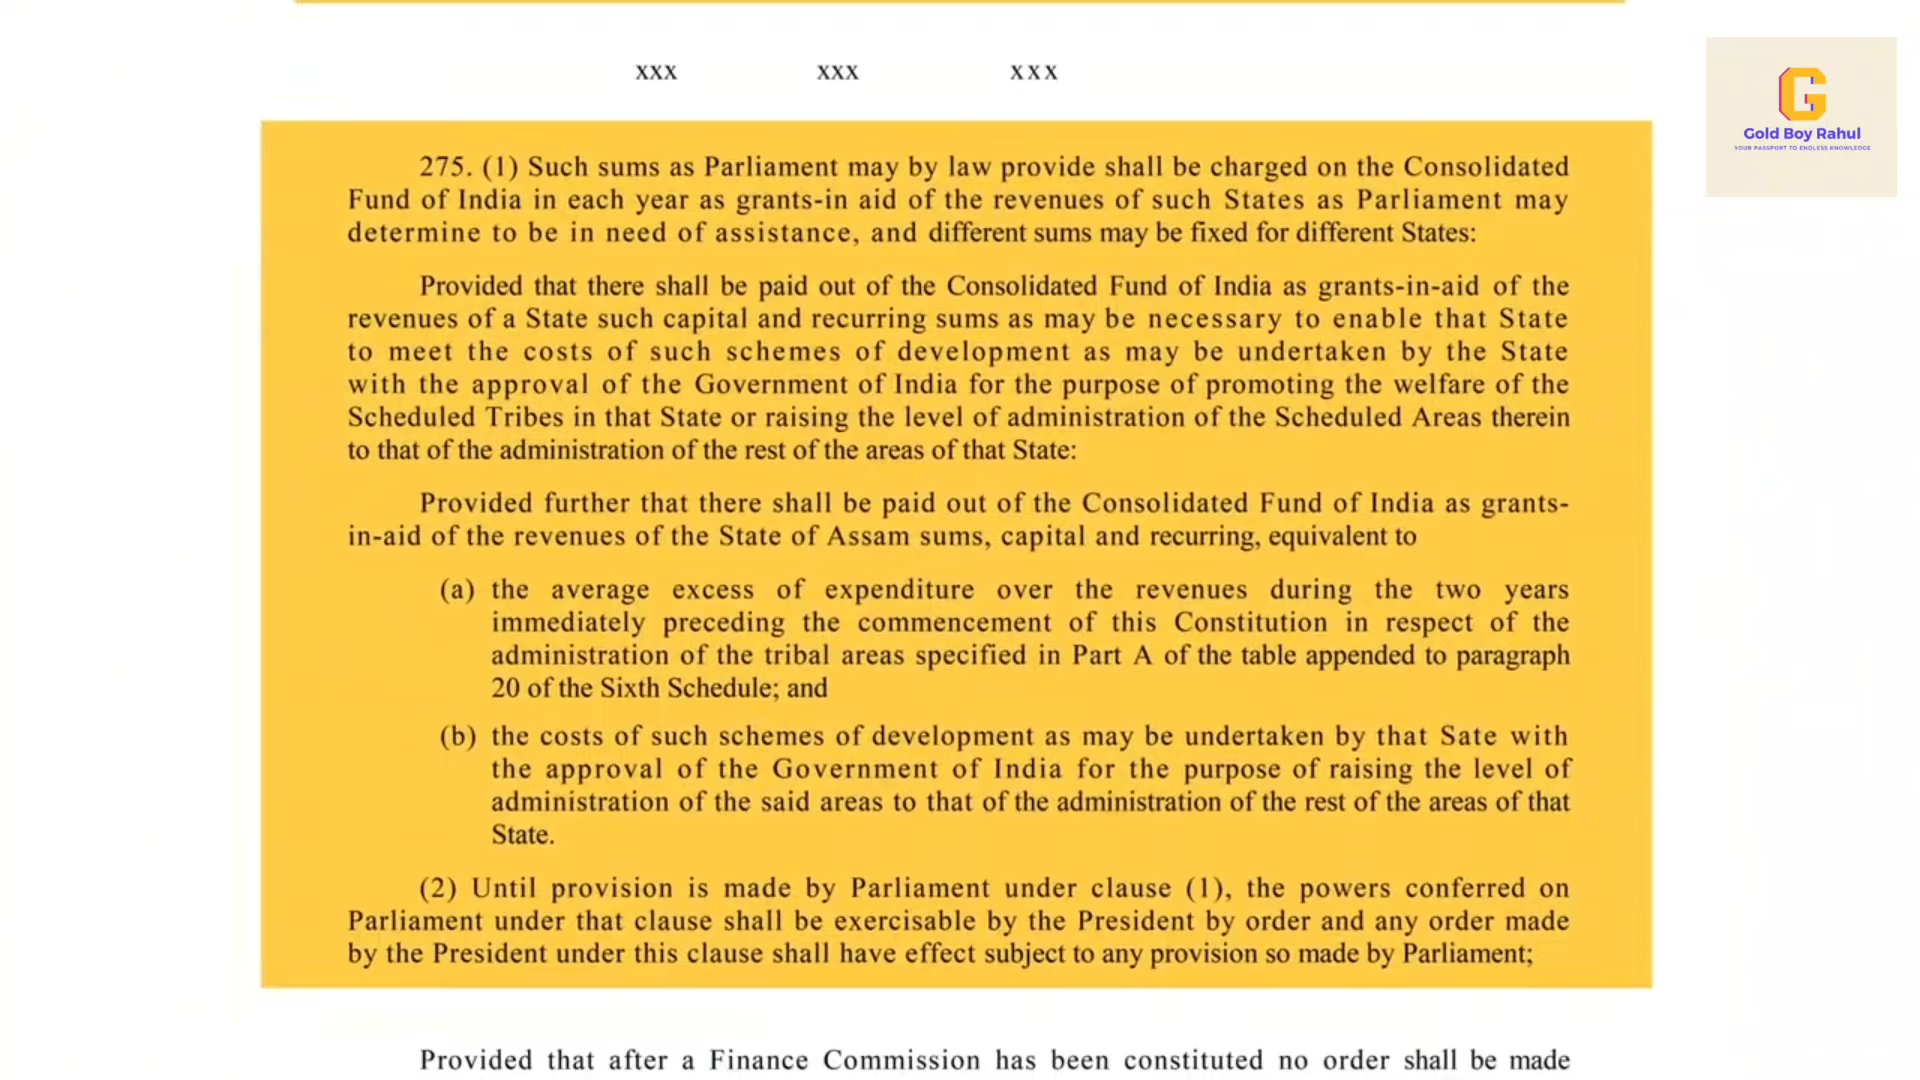 xxx xxx xxx
G
Gold Boy Rahul
YOUR PASSPORT TO ENDLESS KNOWLEDGE
275. (1) Such sums as Parliament may by law provide shall be charged on the Consolidated
Fund of India in each year as grants-in aid of the revenues of such States as Parliament may
determine to be in need of assistance, and different sums may be fixed for different States:
Provided that there shall be paid out of the Consolidated Fund of India as grants-in-aid of the
revenues of a State such capital and recurring sums as may be necessary to enable that State
to meet the costs of such schemes of development as may be undertaken by the State
with the approval of the Government of India for the purpose of promoting the welfare of the
Scheduled Tribes in that State or raising the level of administration of the Scheduled Areas therein
to that of the administration of the rest of the areas of that State:
Provided further that there shall be paid out of the Consolidated Fund of India as grants-
in-aid of the revenues of the State of Assam sums, capital and recurring, equivalent to
(a) the average excess of expenditure over the revenues during the two years
immediately preceding the commencement of this Constitution in respect of the
administration of the tribal areas specified in Part A of the table appended to paragraph
20 of the Sixth Schedule; and
(b) the costs of such schemes of development as may be undertaken by that Sate with
the approval of the Government of India for the purpose of raising the level of
administration of the said areas to that of the administration of the rest of the areas of that
State.
(2) Until provision is made by Parliament under clause (1), the powers conferred on
Parliament under that clause shall be exercisable by the President by order and any order made
by the President under this clause shall have effect subject to any provision so made by Parliament;
Provided that after a Finance Commission has been constituted no order shall be made